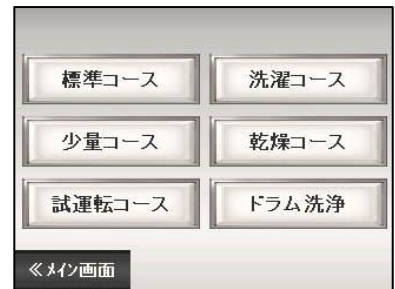 標準コース 洗濯コース
少量コース 乾燥コース
試運転コース ドラム洗浄
≪メイン画面